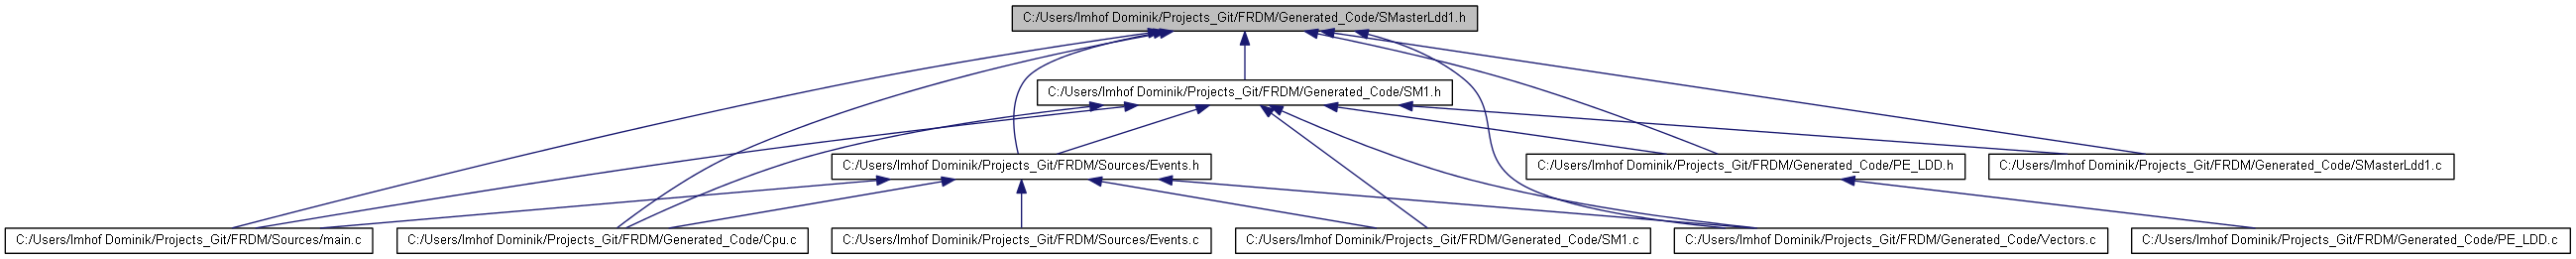 C:/Users/Imhof Dominik/Projects_Git/FRDM/Generated_Code/SMasterLdd1.h
C:/Users/Imhof Dominik/Projects_Git/FRDM/Generated_Code/SM1.h
C:/Users/Imhof Dominik/Projects_Git/FRDM/Sources/Events.h
C:/Users/Imhof Dominik/Projects_Git/FRDM/Generated_Code/PE_LDD.h
C:/Users/Imhof Dominik/Projects_Git/FRDM/Generated_Code/SMasterLdd1.c
C:/Users/Imhof Dominik/Projects_Git/FRDM/Sources/main.c
C:/Users/Imhof Dominik/Projects_Git/FRDM/Generated_Code/Cpu.c
C:/Users/Imhof Dominik/Projects_Git/FRDM/Sources/Events.c
C:/Users/Imhof Dominik/Projects_Git/FRDM/Generated_Code/SM1.c
C:/Users/Imhof Dominik/Projects_Git/FRDM/Generated_Code/Vectors.c
C:/Users/Imhof Dominik/Projects_Git/FRDM/Generated_Code/PE_LDD.c